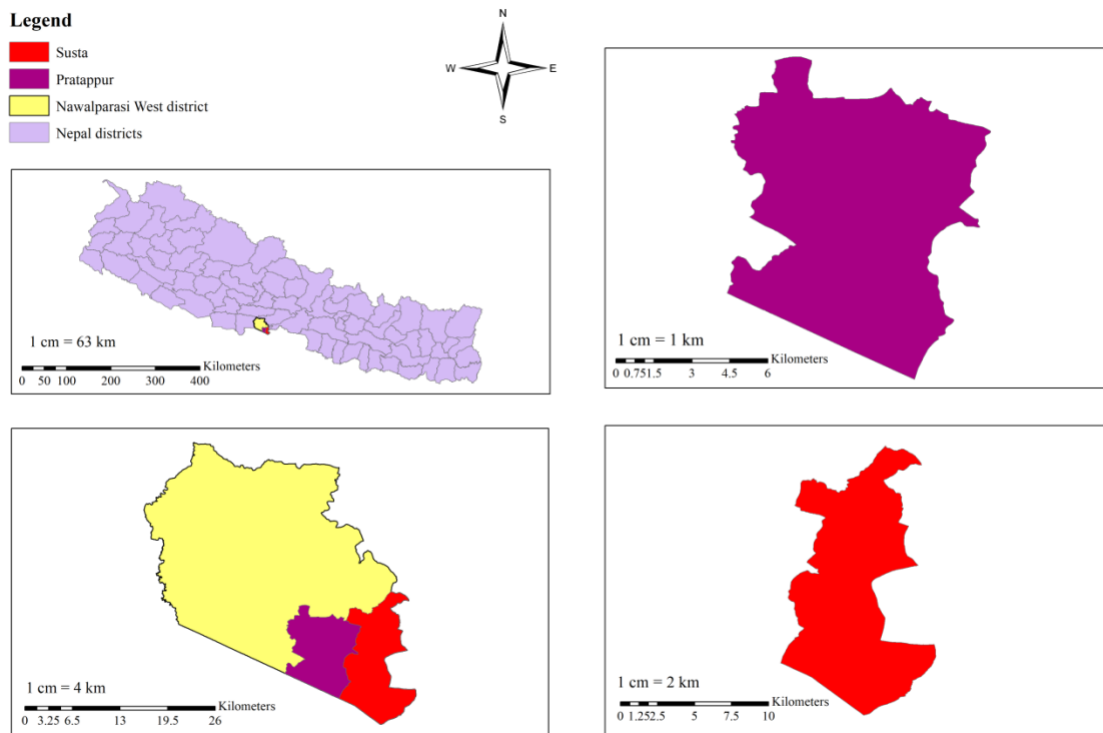 Legend
Susta
Pratappur
Nawalparasi West district
Nepal districts
N
W E
S
1 cm = 63 km
Kilometers
0 50 100 200 300 400
1 cm = 1 km
Kilometers
0 0.751.5 3 4.5 6
1 cm = 4 km
Kilometers
0 3.25 6.5 13 19.5 26
1 cm = 2 km
Kilometers
0 1.252.5 5 7.5 10